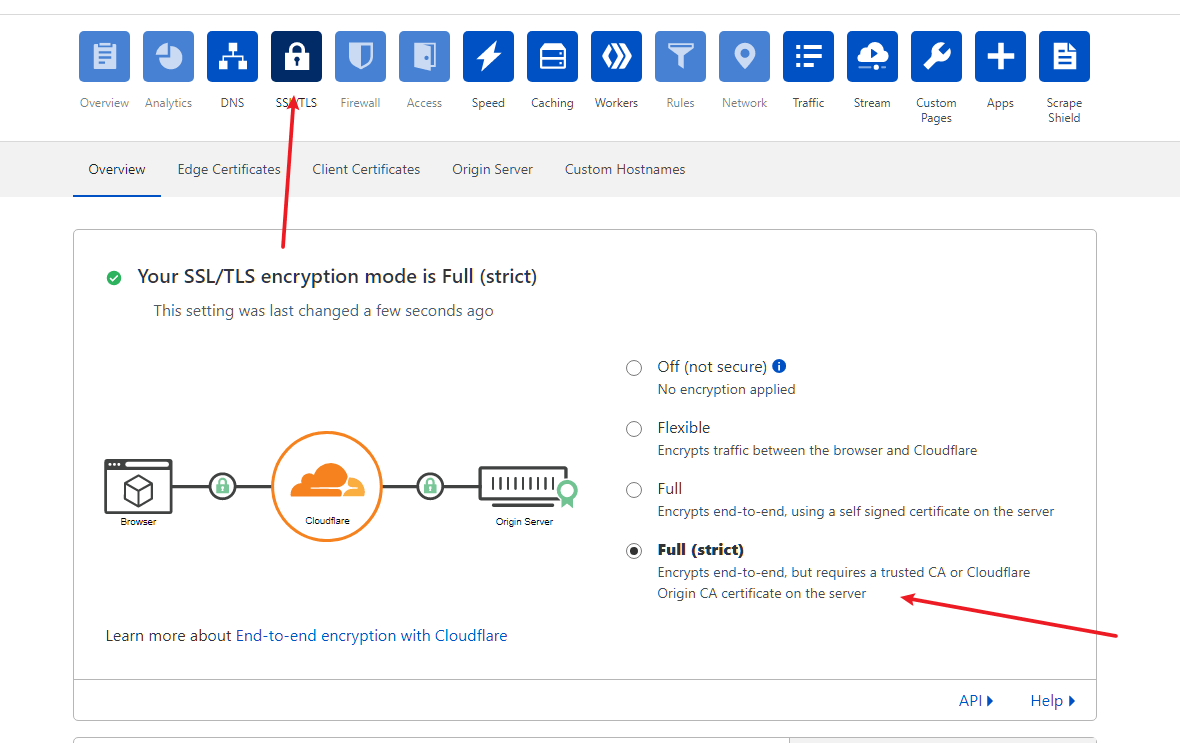 Overview
Analytics
DNS
SSL/TLS
Firewall
Access
Speed
Caching
Workers
Rules
Network
Traffic
Stream
Custom
Pages
Apps
Scrape
Shield
Overview
Edge Certificates
Client Certificates
Origin Server
Custom Hostnames
Your SSL/TLS encryption mode is Full (strict)
This setting was last changed a few seconds ago
Browser
Cloudflare
Origin Server
Off (not secure)
No encryption applied
Flexible
Encrypts traffic between the browser and Cloudflare
Full
Encrypts end-to-end, using a self signed certificate on the server
Full (strict)
Encrypts end-to-end, but requires a trusted CA or Cloudflare
Origin CA certificate on the server
Learn more about End-to-end encryption with Cloudflare
API
Help